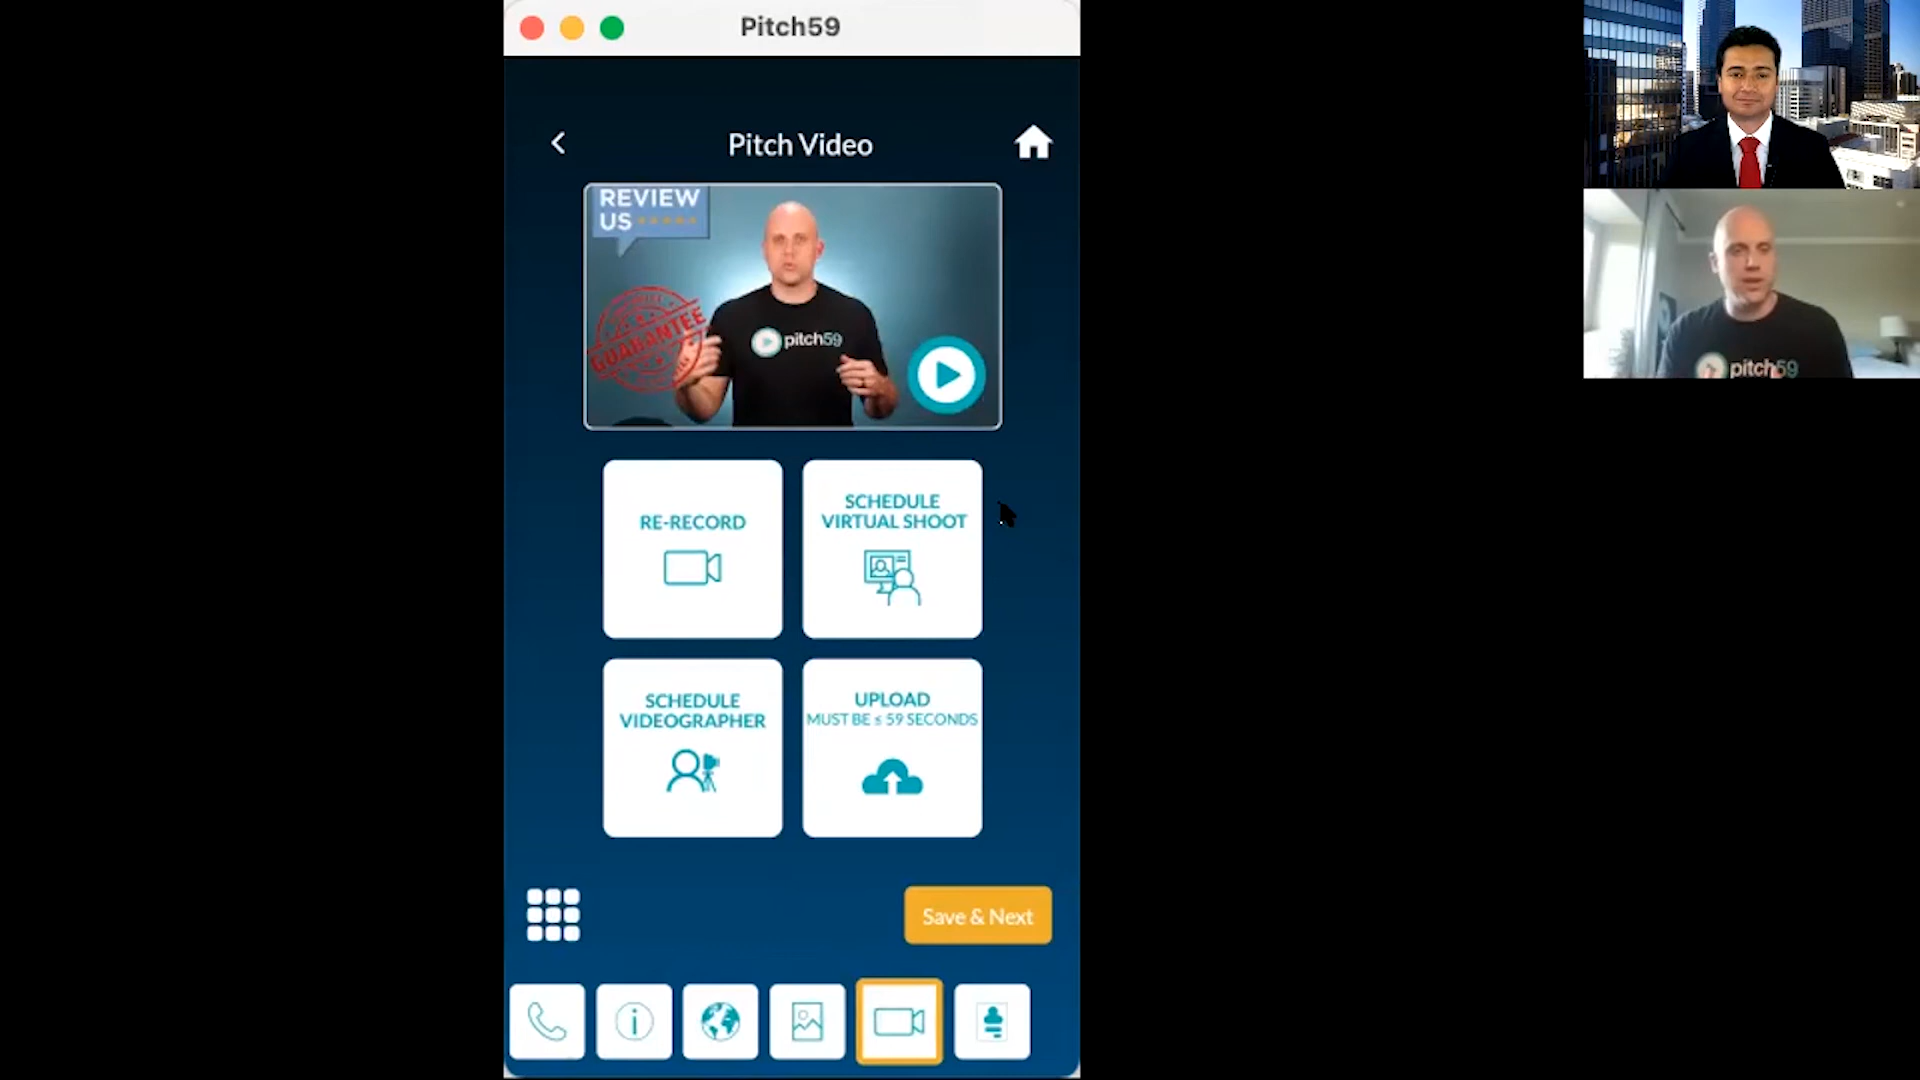 Pitch59
Pitch Video
REVIEW
US
GUARANTEE
pitch59
RE-RECORD
SCHEDULE
VIRTUAL SHOOT
SCHEDULE
VIDEOGRAPHER
UPLOAD
MUST BE ≤ 59 SECONDS
Save & Next
pitch59